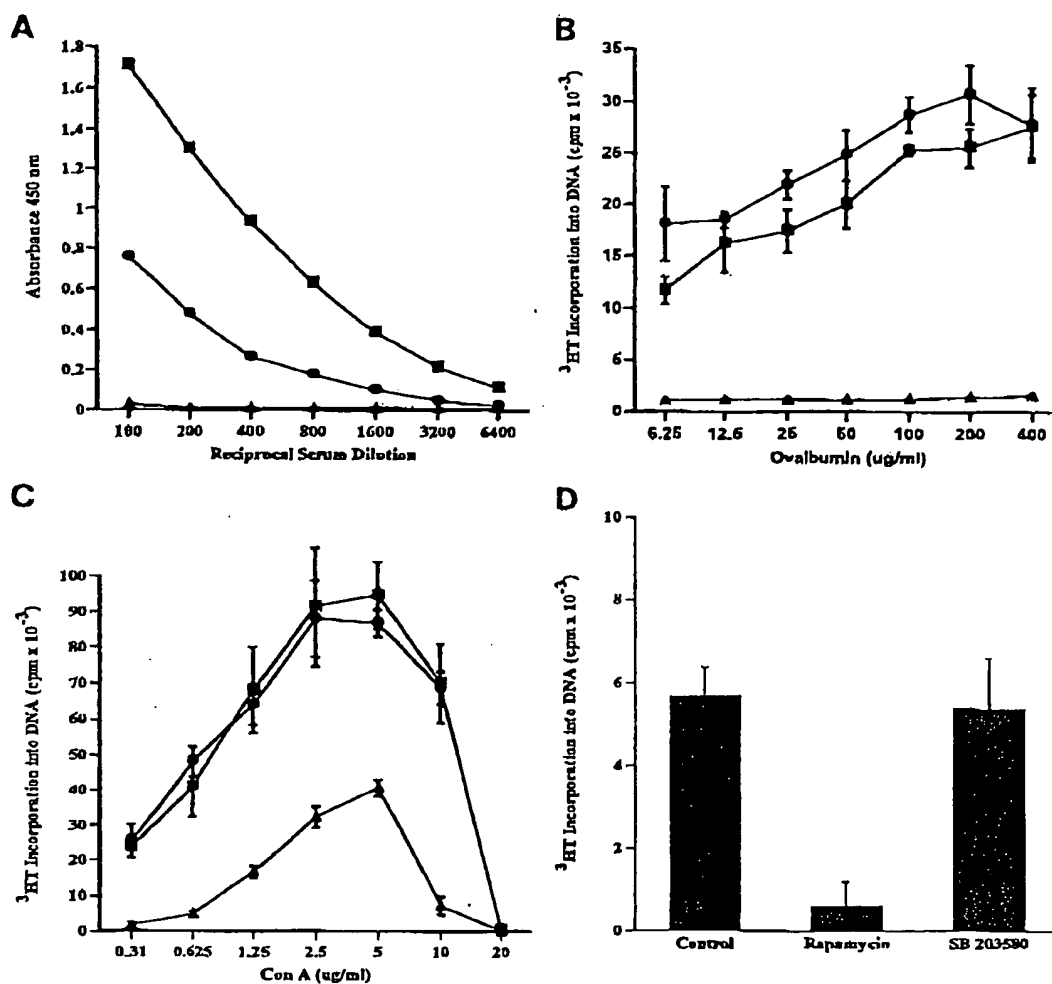 A
1.8
1.6
1.4
1.2
1
0.8
0.6
0.4
0.2
0
Absorbance 450 nm
100 200 400 800 1600 3200 6400
Reciprocal Serum Dilution
B
35
30
25
20
15
10
5
0
³HT Incorporation into DNA (cpm x 10⁻³)
6.25 12.5 25 50 100 200 400
Ovalbumin (ug/ml)
C
100
90
80
70
60
50
40
30
20
10
0
³HT Incorporation into DNA (cpm x 10⁻³)
0.31 0.625 1.25 2.5 5 10 20
Con A (ug/ml)
D
10
8
6
4
2
0
³HT Incorporation into DNA (cpm x 10⁻³)
Control Rapamycin SB 203580